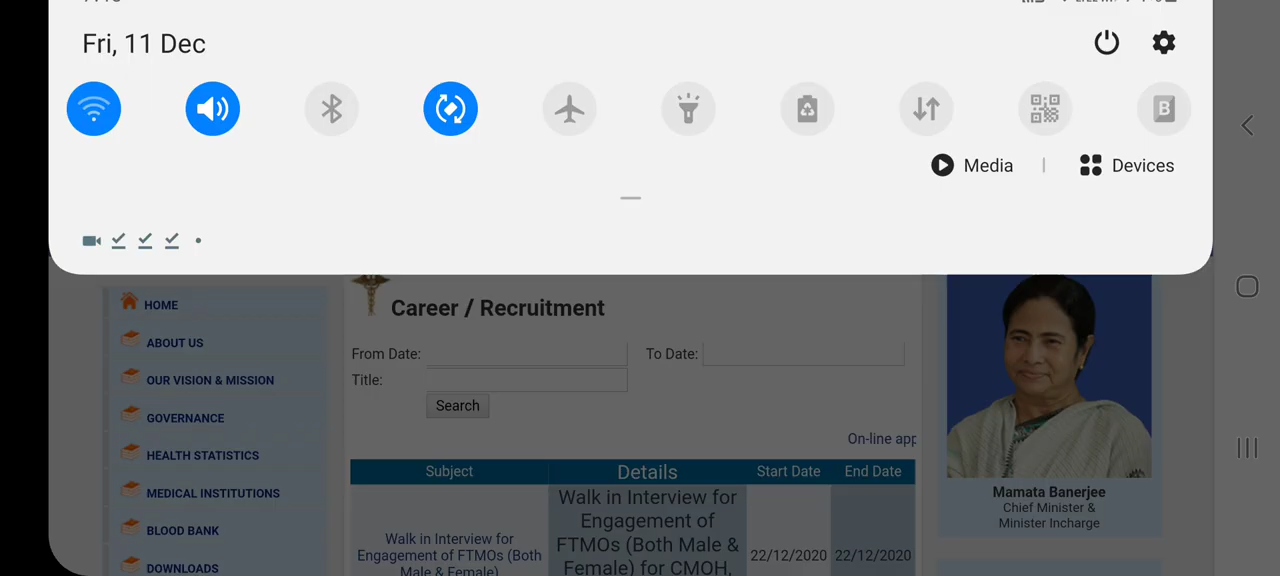 Fri, 11 Dec
B
Media | Devices
HOME
ABOUT US
OUR VISION & MISSION
GOVERNANCE
HEALTH STATISTICS
MEDICAL INSTITUTIONS
BLOOD BANK
DOWNLOADS
Career / Recruitment
From Date:
To Date:
Title:
Search
On-line app
Subject
Details
Start Date
End Date
Walk in Interview for
Engagement of FTMOs (Both
Male & Female)
Walk in Interview for
Engagement of
FTMOs (Both Male &
Female) for CMOH,
22/12/2020
22/12/2020
Mamata Banerjee
Chief Minister &
Minister Incharge